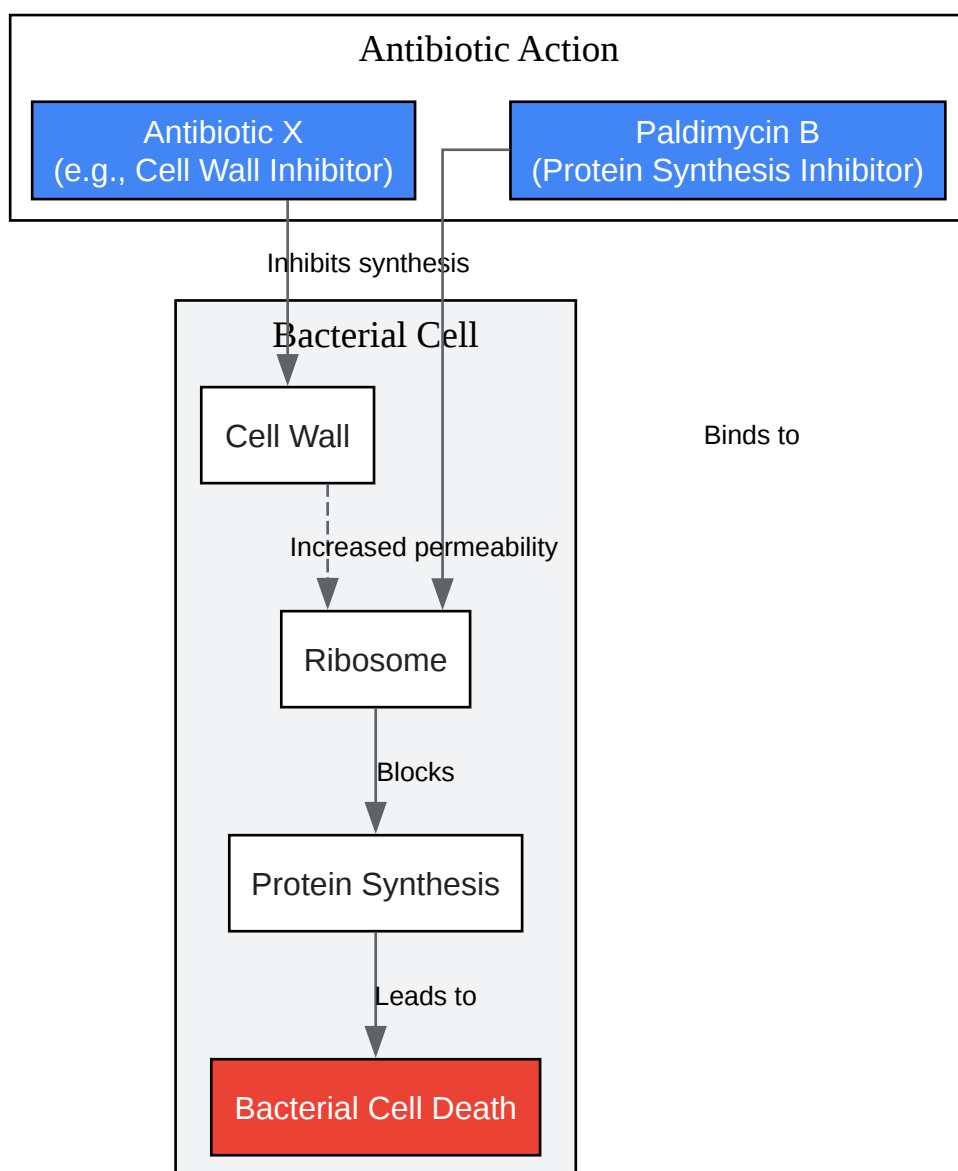 Antibiotic Action
Antibiotic X
(e.g., Cell Wall Inhibitor)
Paldimycin B
(Protein Synthesis Inhibitor)
Inhibits synthesis
Bacterial Cell
Cell Wall
Binds to
Increased permeability
Ribosome
Blocks
Protein Synthesis
Leads to
Bacterial Cell Death